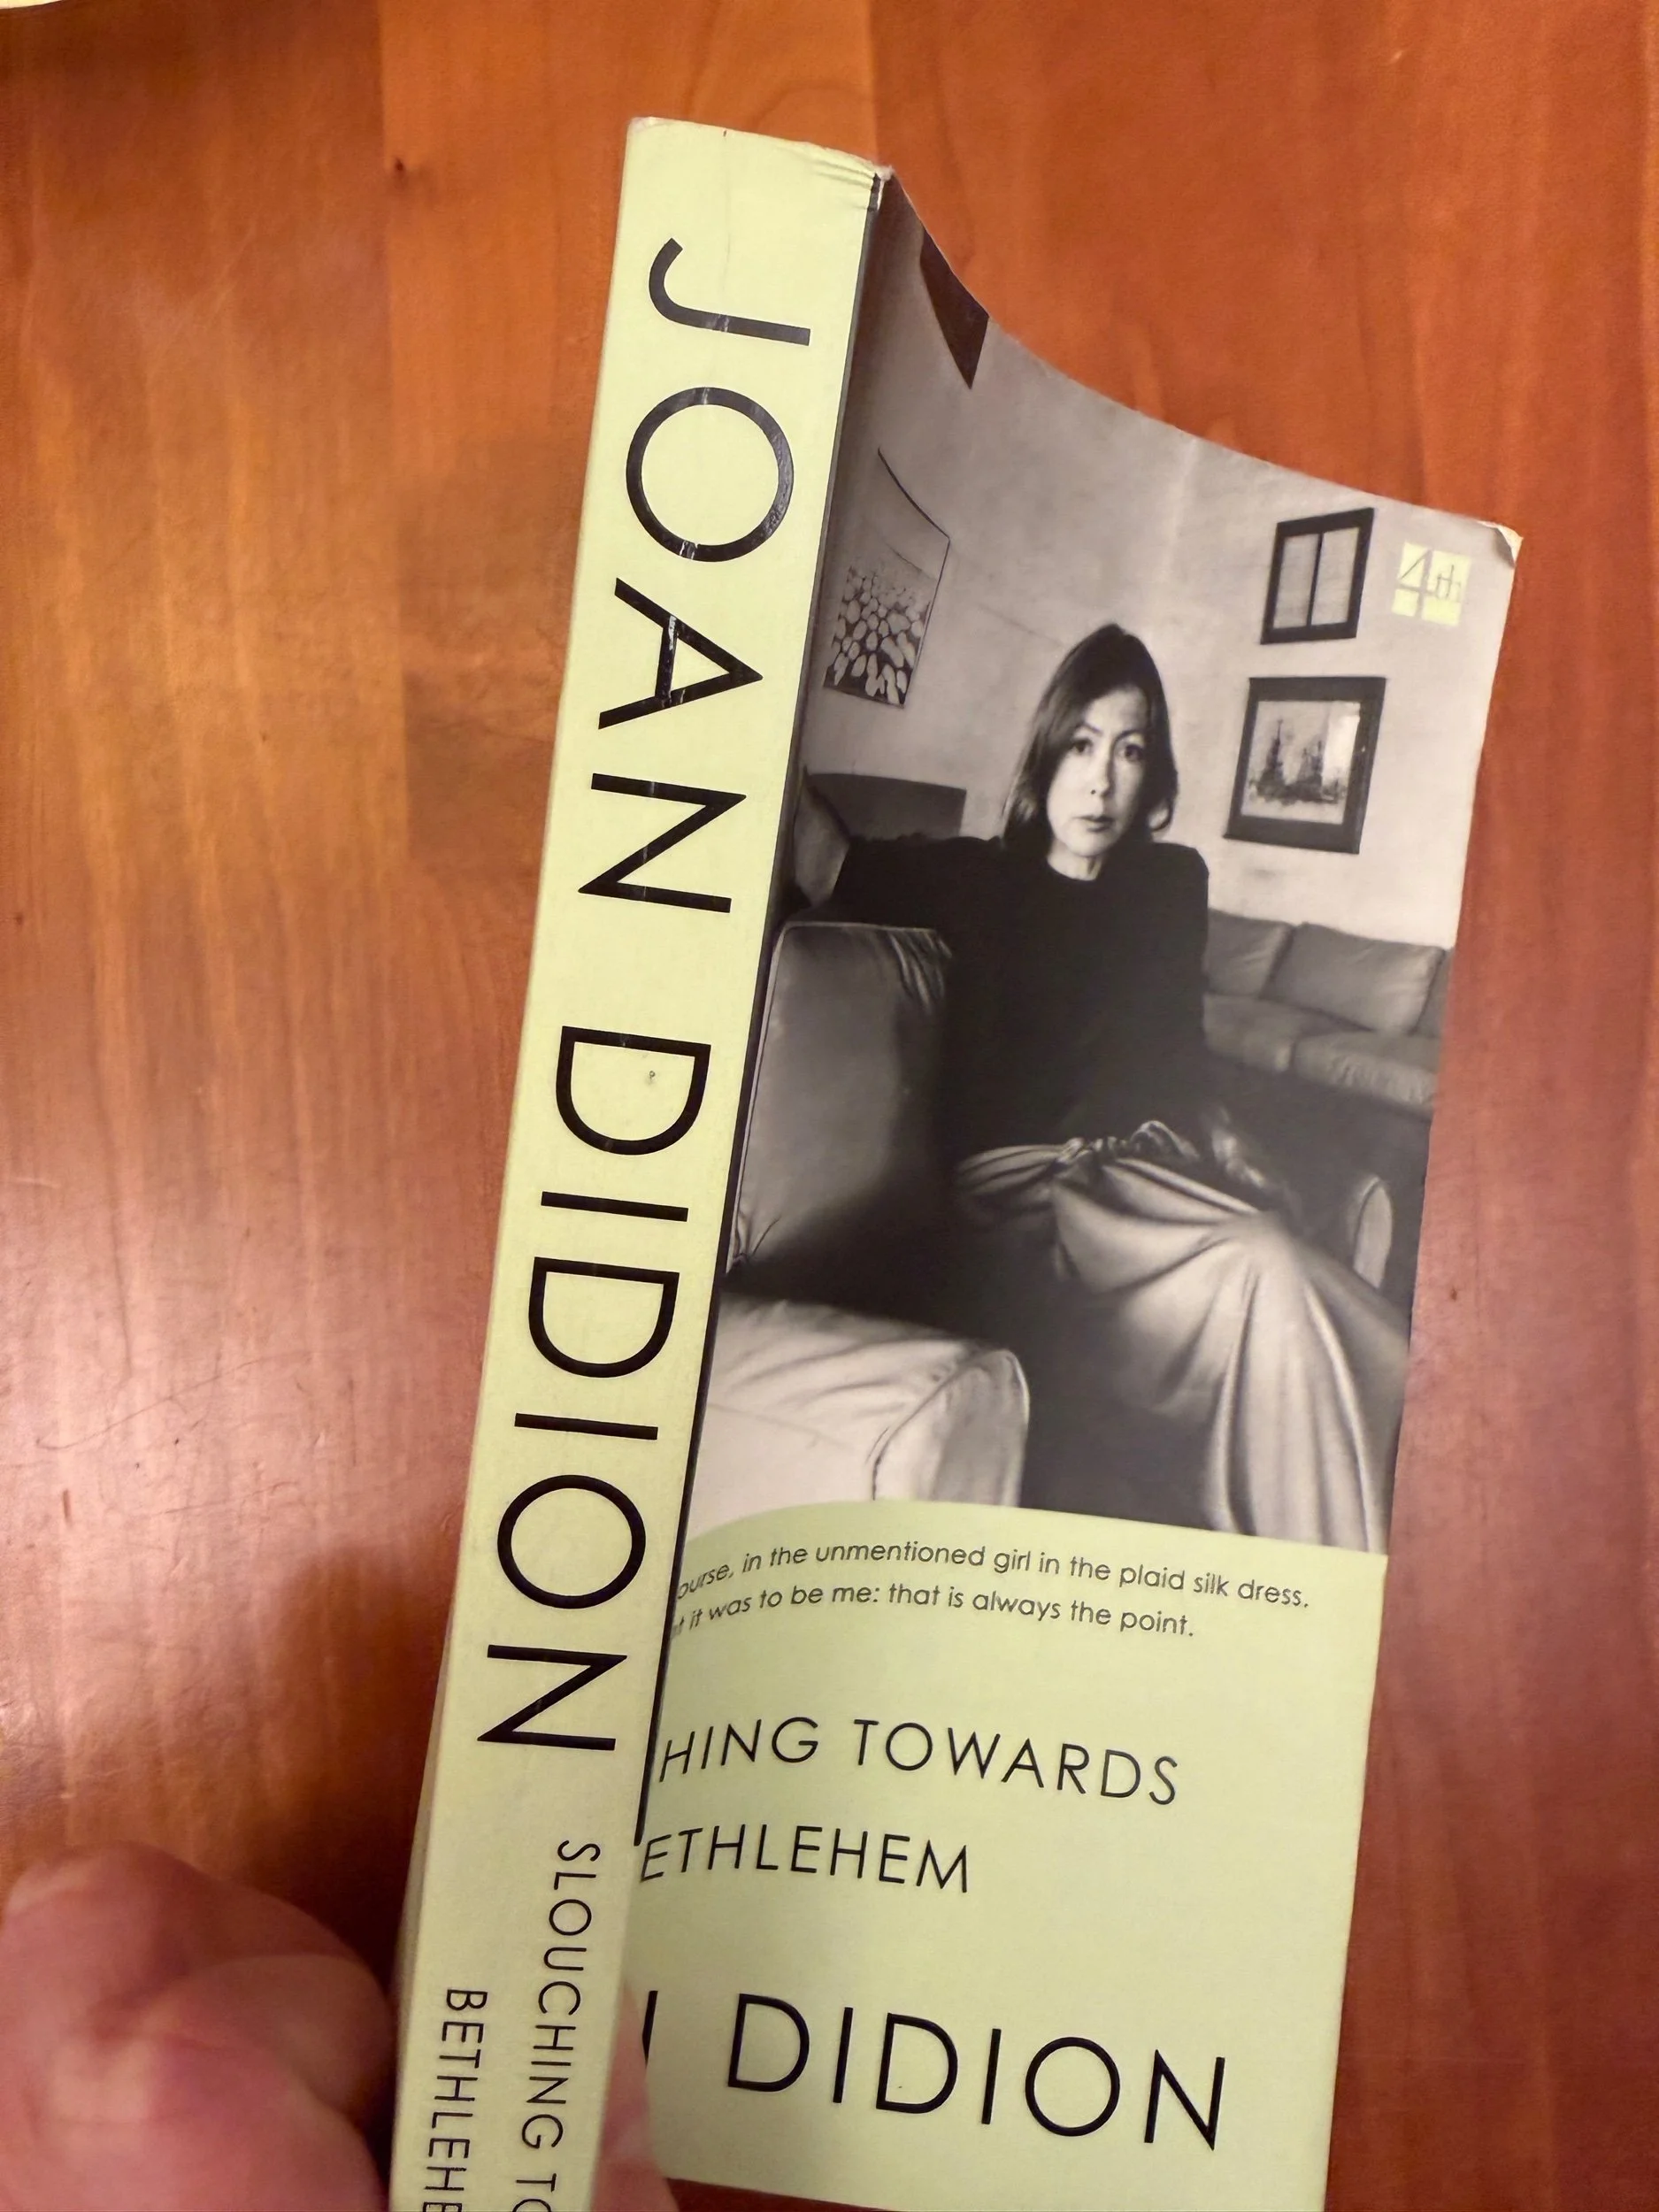 JOAN DIDION
SLOUCHING TO
BETHLEHE
4th
ourse, in the unmentioned girl in the plaid silk dress.
it was to be me: that is always the point.
HING TOWARDS
ETHLEHEM
DIDION